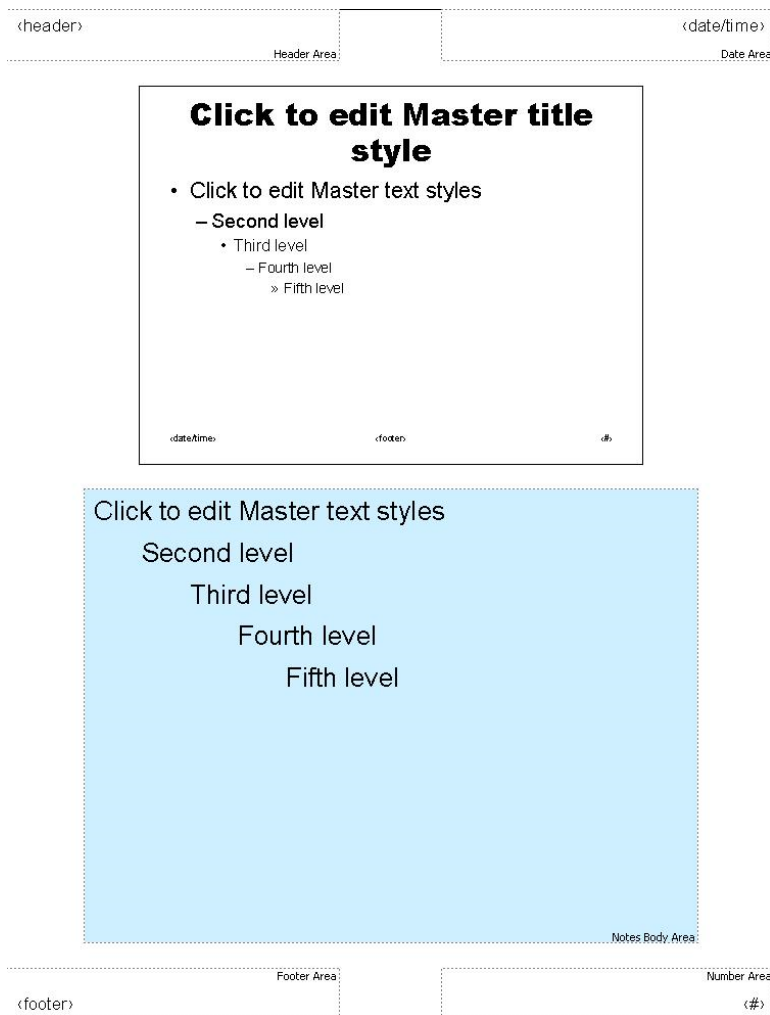 ‹header›
‹date/time›
Header Area
Date Area
Click to edit Master title
style
• Click to edit Master text styles
– Second level
• Third level
– Fourth level
» Fifth level
‹date/time›
‹footer›
‹#›
Click to edit Master text styles
Second level
Third level
Fourth level
Fifth level
Notes Body Area
Footer Area
Number Area
‹footer›
‹#›